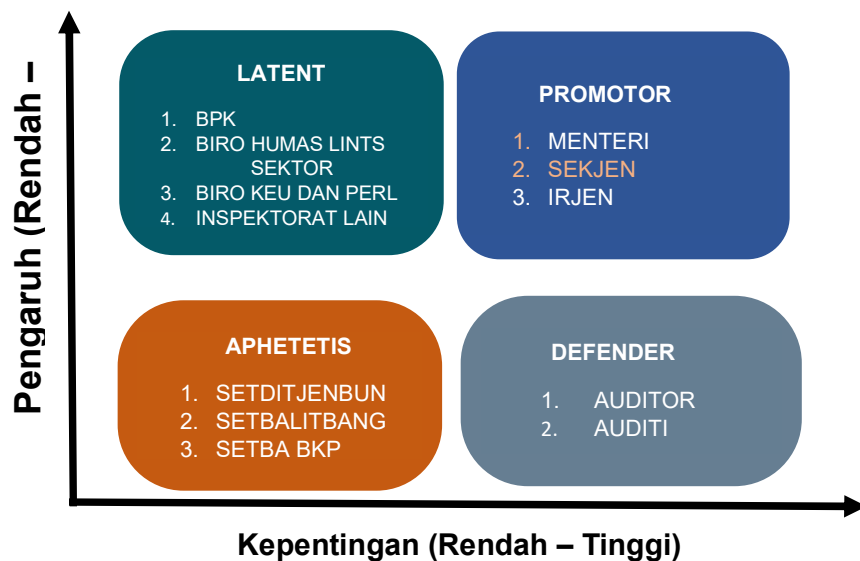 Pengaruh (Rendah –
LATENT
1. BPK
2. BIRO HUMAS LINTS
SEKTOR
3. BIRO KEU DAN PERL
4. INSPEKTORAT LAIN
PROMOTOR
1. MENTERI
2. SEKJEN
3. IRJEN
APHETETIS
1. SETDITJENBUN
2. SETBALITBANG
3. SETBA BKP
DEFENDER
1. AUDITOR
2. AUDITI
Kepentingan (Rendah – Tinggi)